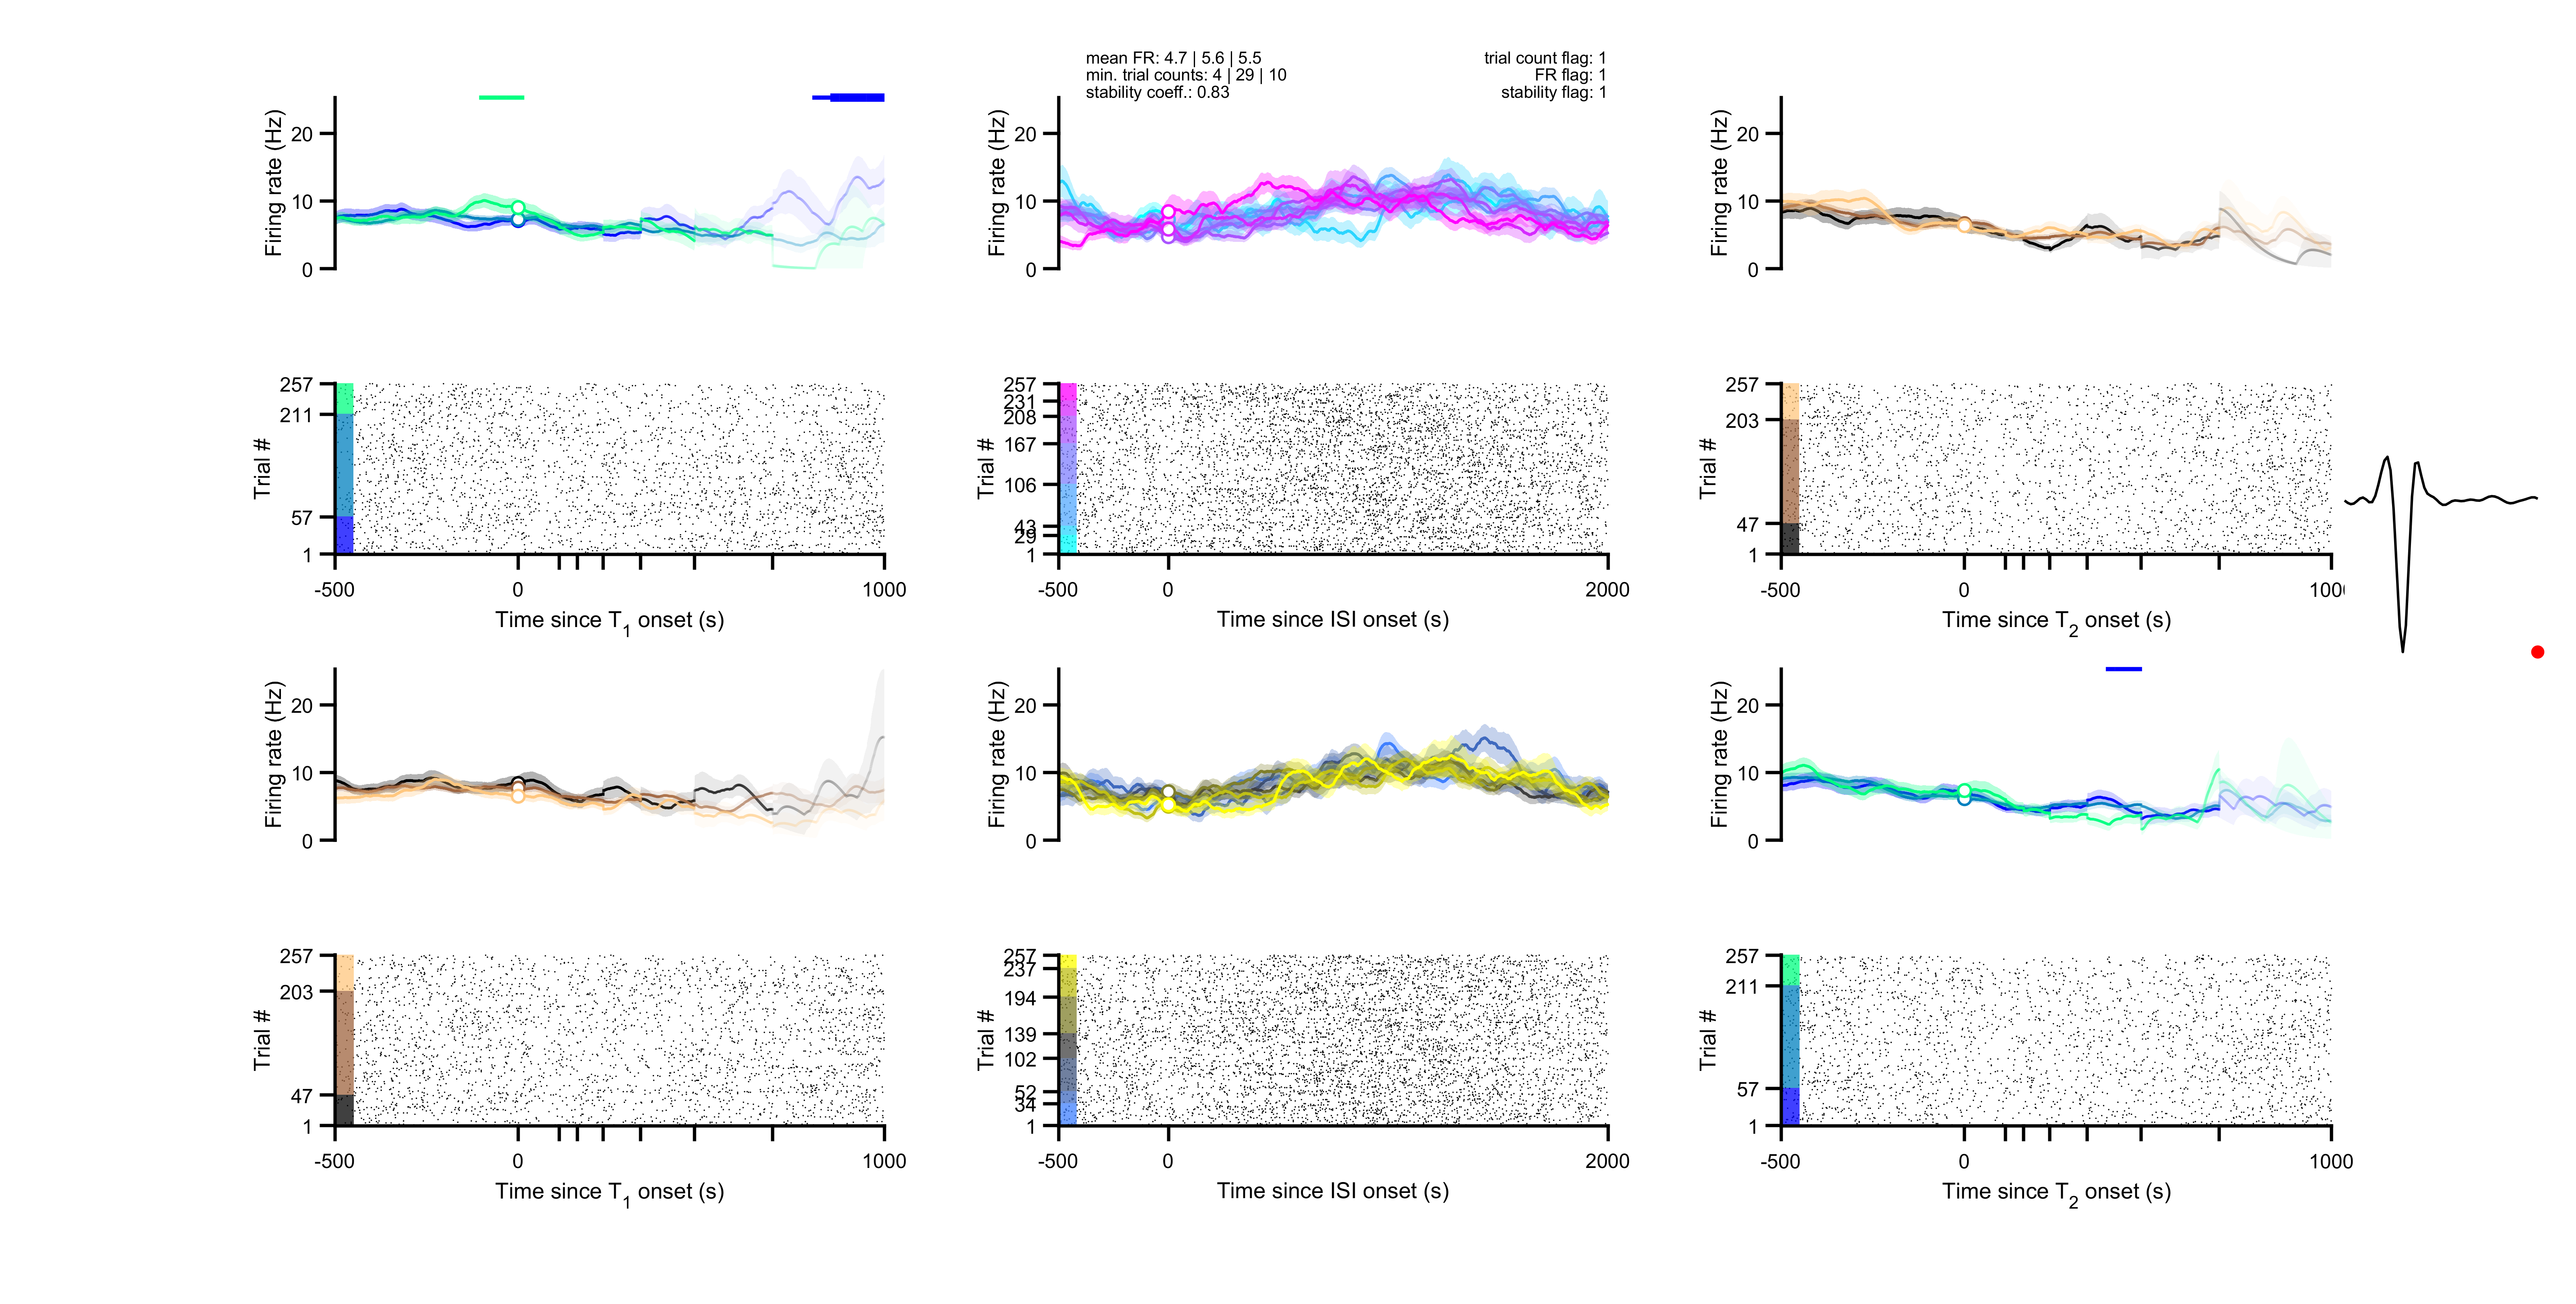 mean FR: 4.7 | 5.6 | 5.5
min. trial counts: 4 | 29 | 10
stability coeff.: 0.83
trial count flag: 1
FR flag: 1
stability flag: 1
Firing rate (Hz)
20
10
0
Firing rate (Hz)
20
10
0
Firing rate (Hz)
20
10
0
Trial #
257
211
57
1
-500
0
1000
Time since T1 onset (s)
Trial #
257
231
208
167
106
43
29
1
-500
0
2000
Time since ISI onset (s)
Trial #
257
203
47
1
-500
0
Time since T2 onset (s)
Firing rate (Hz)
20
10
0
Firing rate (Hz)
20
10
0
Firing rate (Hz)
20
10
0
Trial #
257
203
47
1
-500
0
1000
Time since T1 onset (s)
Trial #
257
237
194
139
102
52
34
1
-500
0
2000
Time since ISI onset (s)
Trial #
257
211
57
1
-500
0
1000
Time since T2 onset (s)